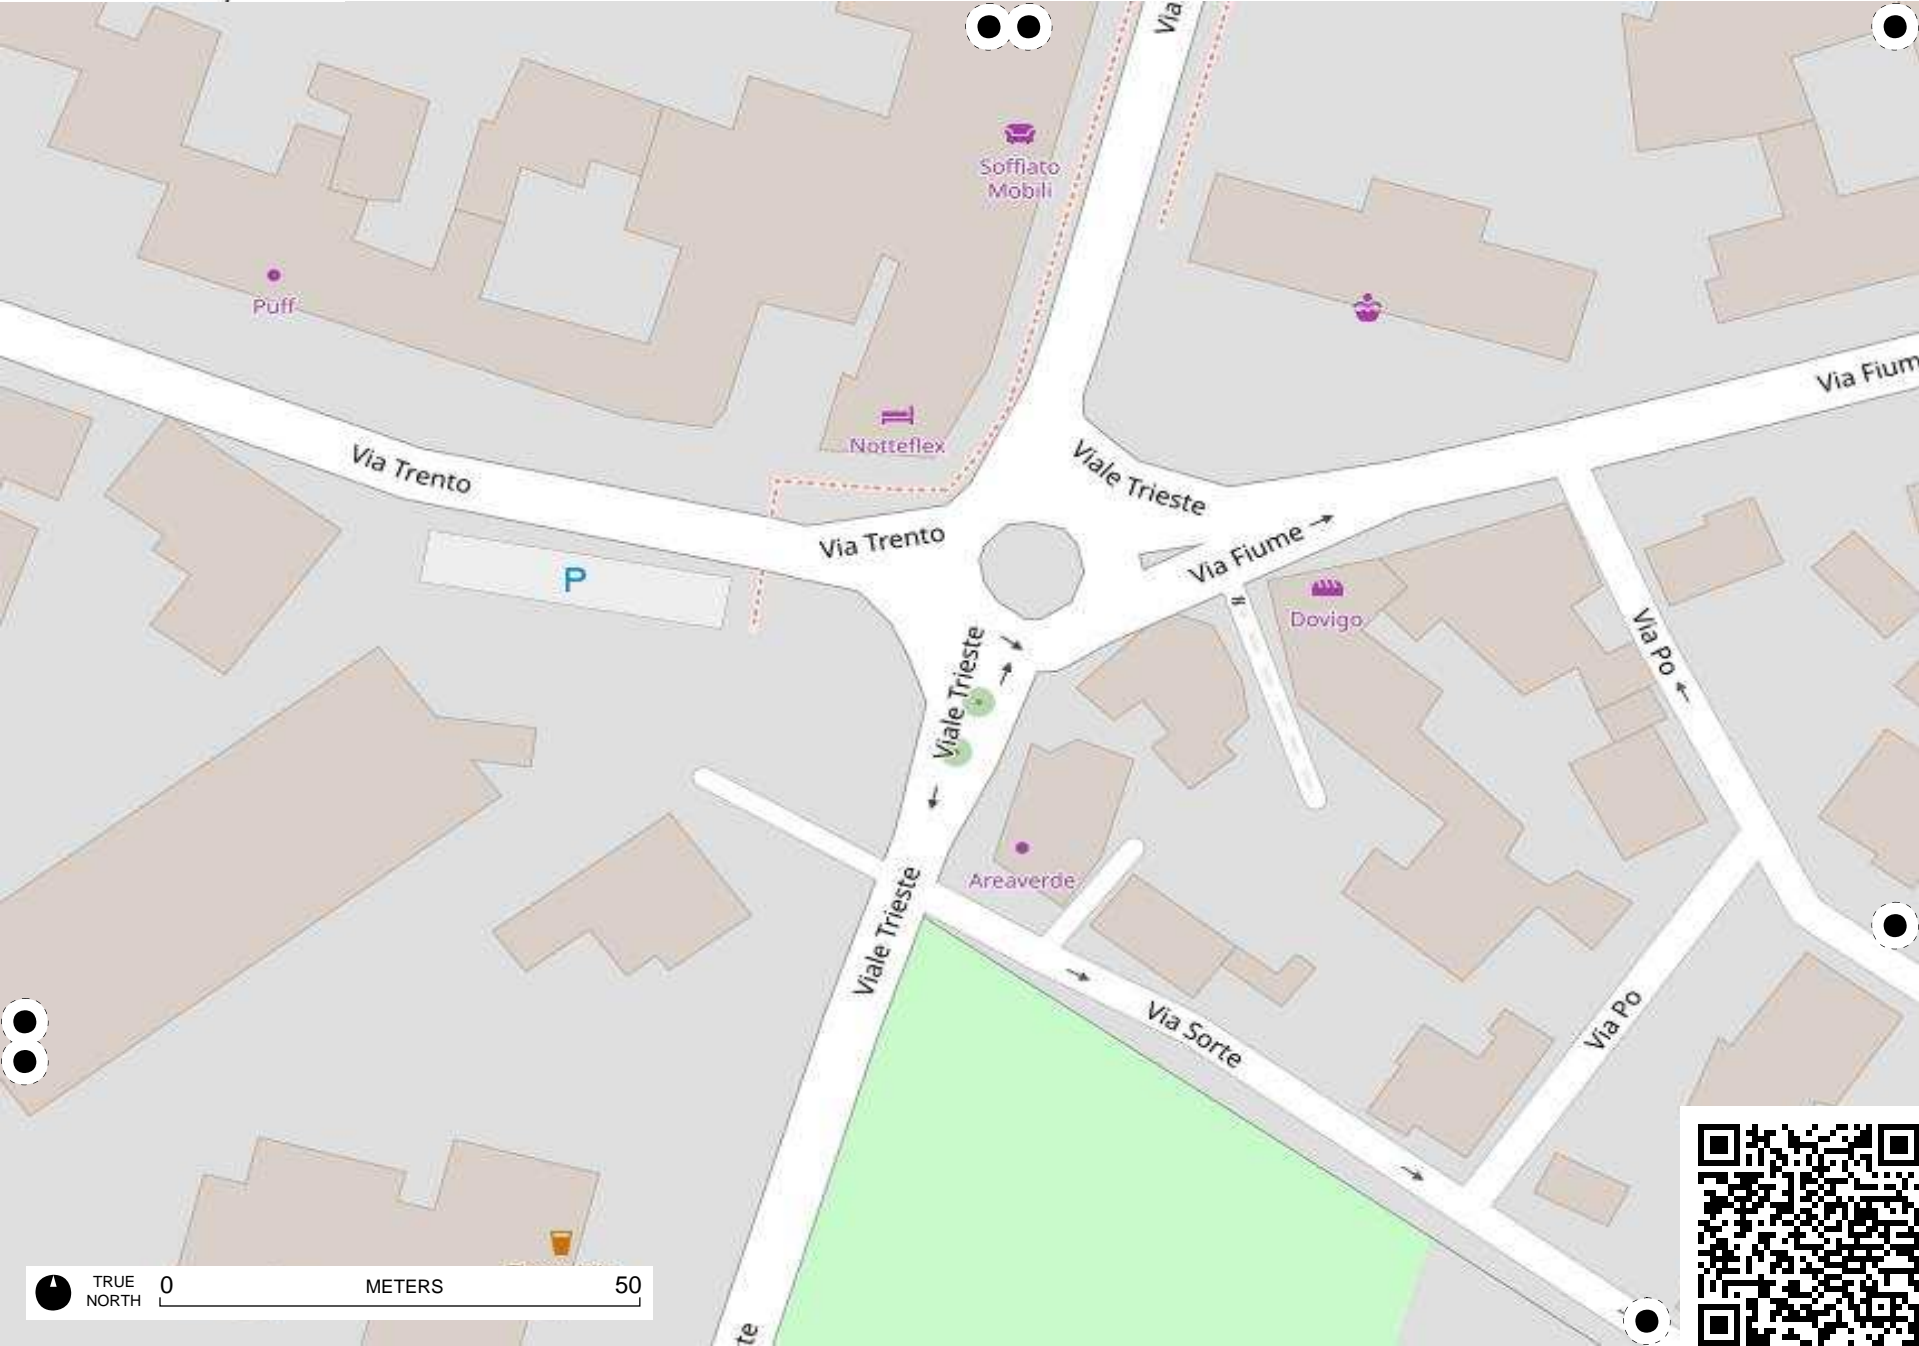 Via
Soffiato
Mobili
Puff
Via Fium
Notteflex
Viale Trieste
Via Trento
Via Trento
Via Fiume
P
Dovigo
Via Po
Viale Trieste
Areaverde
Viale Trieste
Via Sorte
Via Po
TRUE
NORTH
0 METERS 50
te